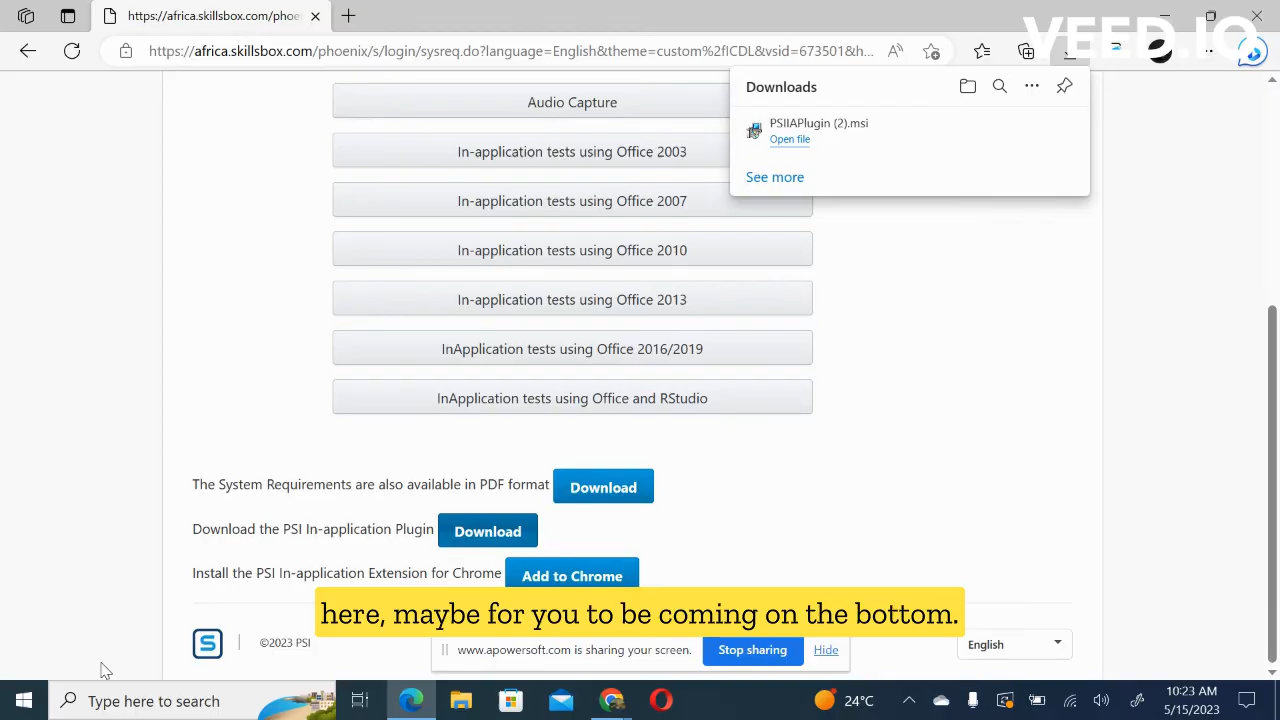 https://africa.skillsbox.com/pho
https://africa.skillsbox.com/phoenix/s/login/sysreq.do?language=English&theme=custom%2fICDL&vsid=673501&h...
VEED.IO
Downloads
PSIIAPlugin (2).msi
Open file
See more
Audio Capture
In-application tests using Office 2003
In-application tests using Office 2007
In-application tests using Office 2010
In-application tests using Office 2013
InApplication tests using Office 2016/2019
InApplication tests using Office and RStudio
The System Requirements are also available in PDF format Download
Download the PSI In-application Plugin Download
Install the PSI In-application Extension for Chrome Add to Chrome
here, maybe for you to be coming on the bottom.
S ©2023 PSI
www.apowersoft.com is sharing your screen. Stop sharing Hide
English
Type here to search
24°C
10:23 AM
5/15/2023